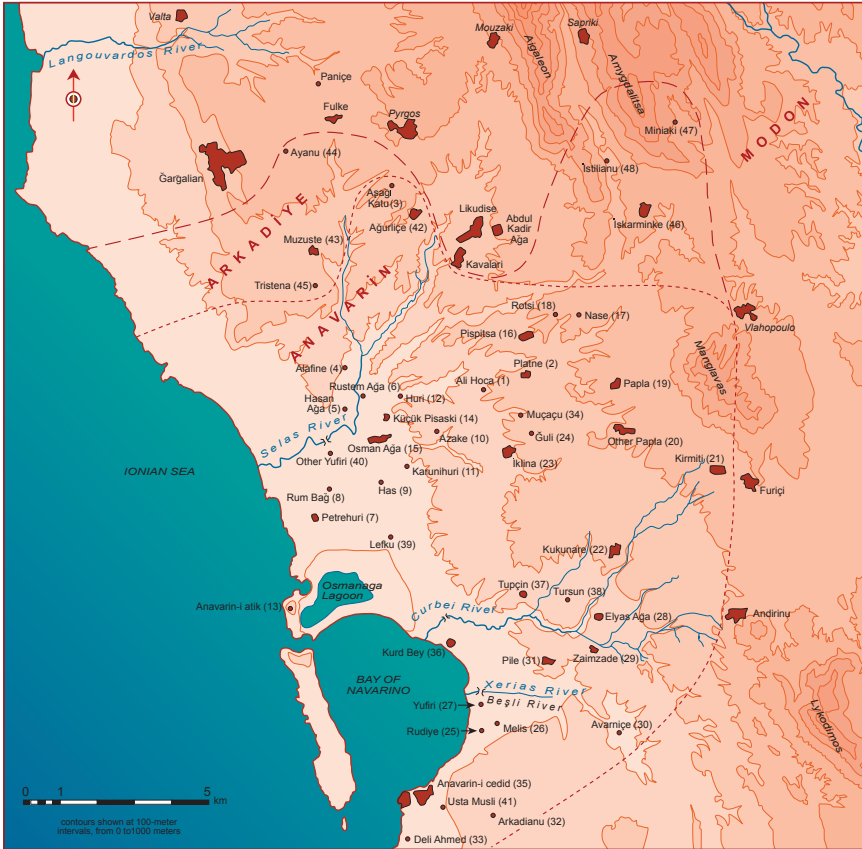 Valta
Langouvardos River
Mouzaki
Sapriki
Aigaleon
Amygdalitsa
Paniçe
Fulke
Pyrgos
Miniaki (47)
MODON
Ğargalian
Ayanu (44)
Istilianu (48)
Aşağı
Katu (3)
Ağurliçe (42)
Likudise
Abdul
Kadir
Ağa
İskarminke (46)
ARKADIYE
Muzuste (43)
Kavalari
Tristena (45)
ANAVARIN
Rotsi (18)
Nase (17)
Vlahopoulo
Pispitsa (16)
Manglavas
Alafine (4)
Platne (2)
Rustem Ağa (6)
Ali Hoca (1)
Papla (19)
Hasan
Ağa (5)
Huri (12)
Küçük Pisaski (14)
Muçaçu (34)
Selas River
Azake (10)
Ğuli (24)
Other Papla (20)
Osman Ağa (15)
Other Yufiri (40)
İklina (23)
Kirmiti (21)
IONIAN SEA
Karunihuri (11)
Rum Bağ (8)
Has (9)
Furiçi
Petrehuri (7)
Lefku (39)
Kukunare (22)
Osmanaga
Lagoon
Tupçin (37)
Tursun (38)
Anavarin-i atik (13)
Curbei River
Elyas Ağa (28)
Andirinu
Kurd Bey (36)
Pile (31)
Zaimzade (29)
BAY OF
NAVARINO
Xerias River
Yufiri (27)
Beşli River
Rudiye (25)
Melis (26)
Avarniçe (30)
Lykodimos
Anavarin-i cedid (35)
0 1 5
km
Usta Musli (41)
Arkadianu (32)
contours shown at 100-meter
intervals, from 0 to1000 meters
Deli Ahmed (33)